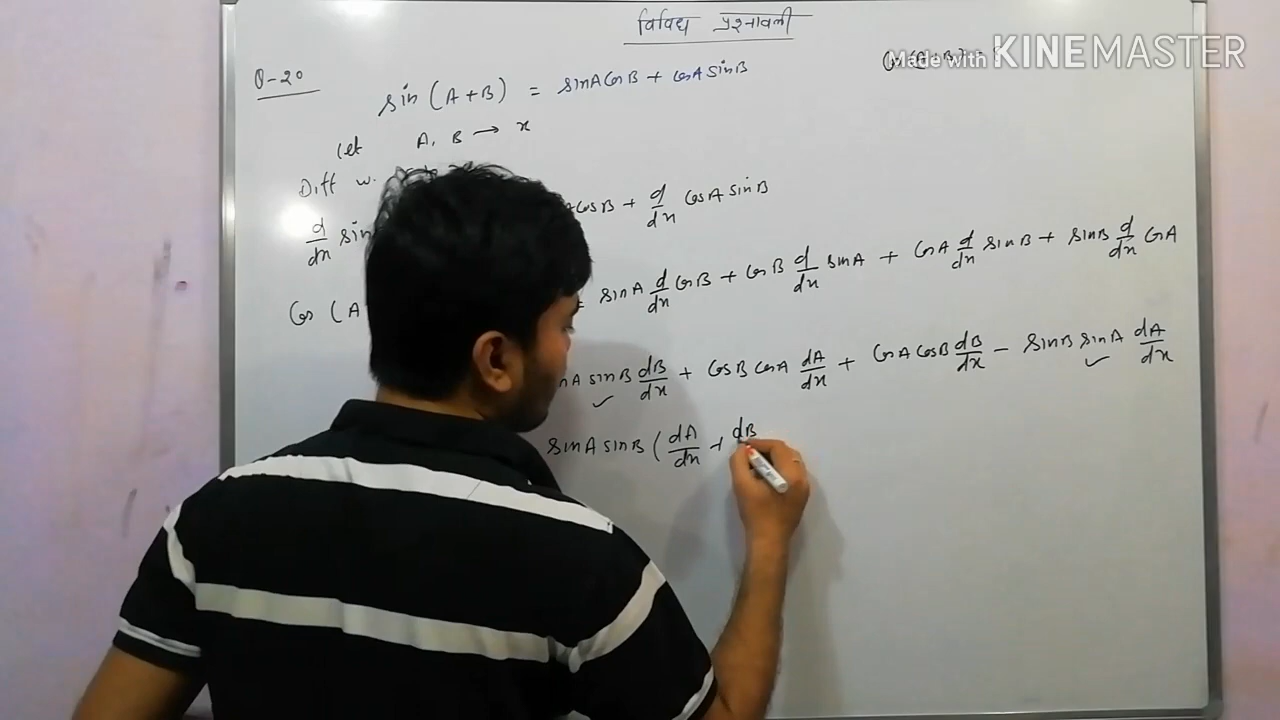 विविध प्रश्नावली
Made with KINEMASTER
Q-20
sin (A+B) = sinA cosB + cosA sinB
Let A, B → x
Diff w.
d/dx sin cosB + d/dx cosA sinB
Cos (A = sinA d/dx cosB + cosB d/dx sinA + cosA d/dx sinB + sinB d/dx cosA
sinB dB/dx + cosB cosA dA/dx + cosA cosB dB/dx − sinB sinA dA/dx
sinA sinB (dA/dx + dB